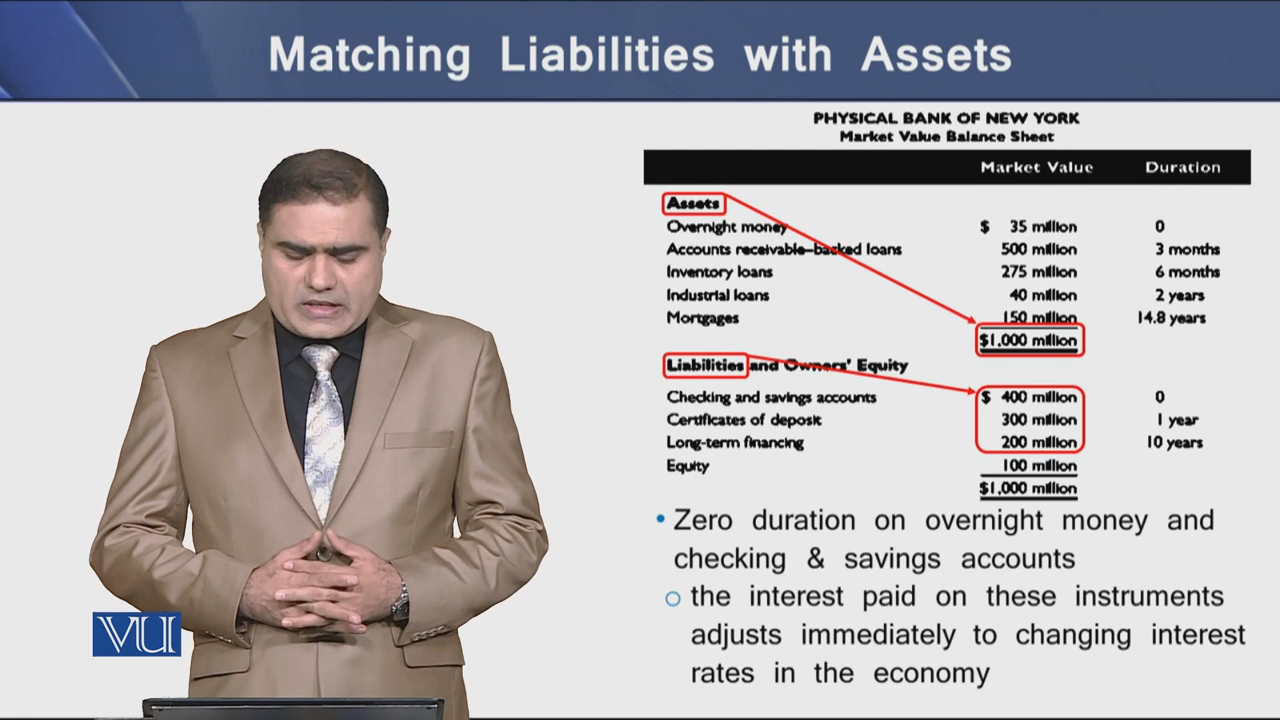 Matching Liabilities with Assets
PHYSICAL BANK OF NEW YORK
Market Value Balance Sheet
Market Value Duration
Assets
Overnight money $ 35 million 0
Accounts receivable–backed loans 500 million 3 months
Inventory loans 275 million 6 months
Industrial loans 40 million 2 years
Mortgages 150 million 14.8 years
$1,000 million
Liabilities and Owners' Equity
Checking and savings accounts $ 400 million 0
Certificates of deposit 300 million 1 year
Long-term financing 200 million 10 years
Equity 100 million
$1,000 million
• Zero duration on overnight money and
checking & savings accounts
○ the interest paid on these instruments
adjusts immediately to changing interest
rates in the economy
VU